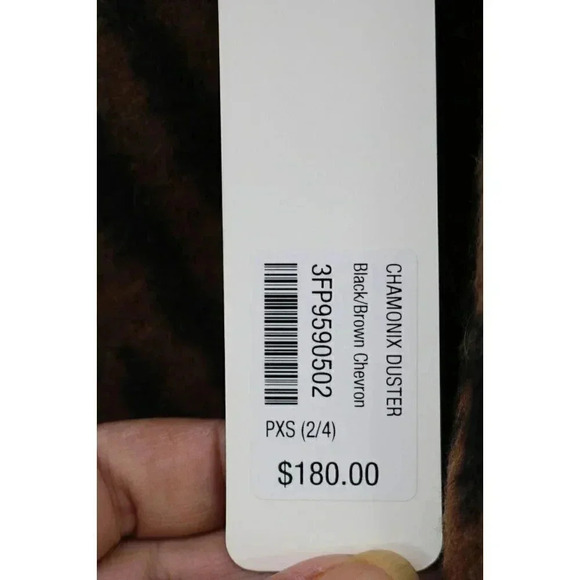 CHAMONIX DUSTER
Black/Brown Chevron
3FP9590502
PXS (2/4)
$180.00